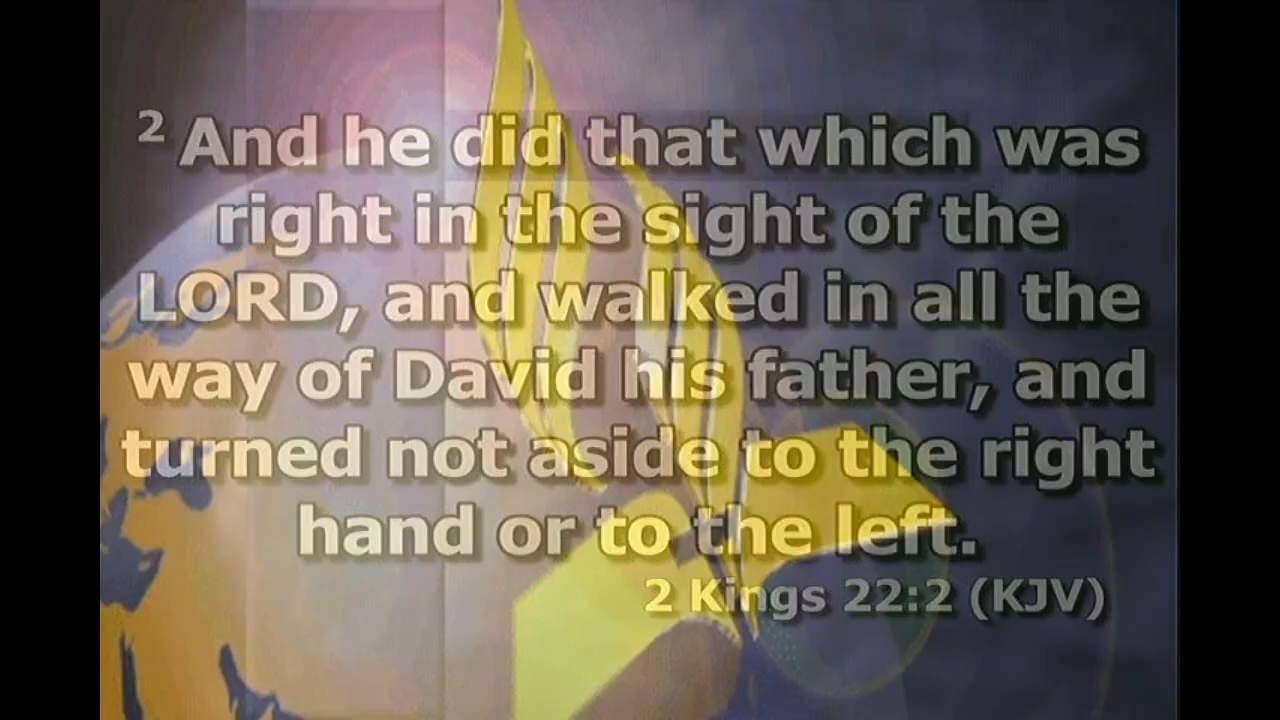 2 And he did that which was
right in the sight of the
LORD, and walked in all the
way of David his father, and
turned not aside to the right
hand or to the left.
2 Kings 22:2 (KJV)